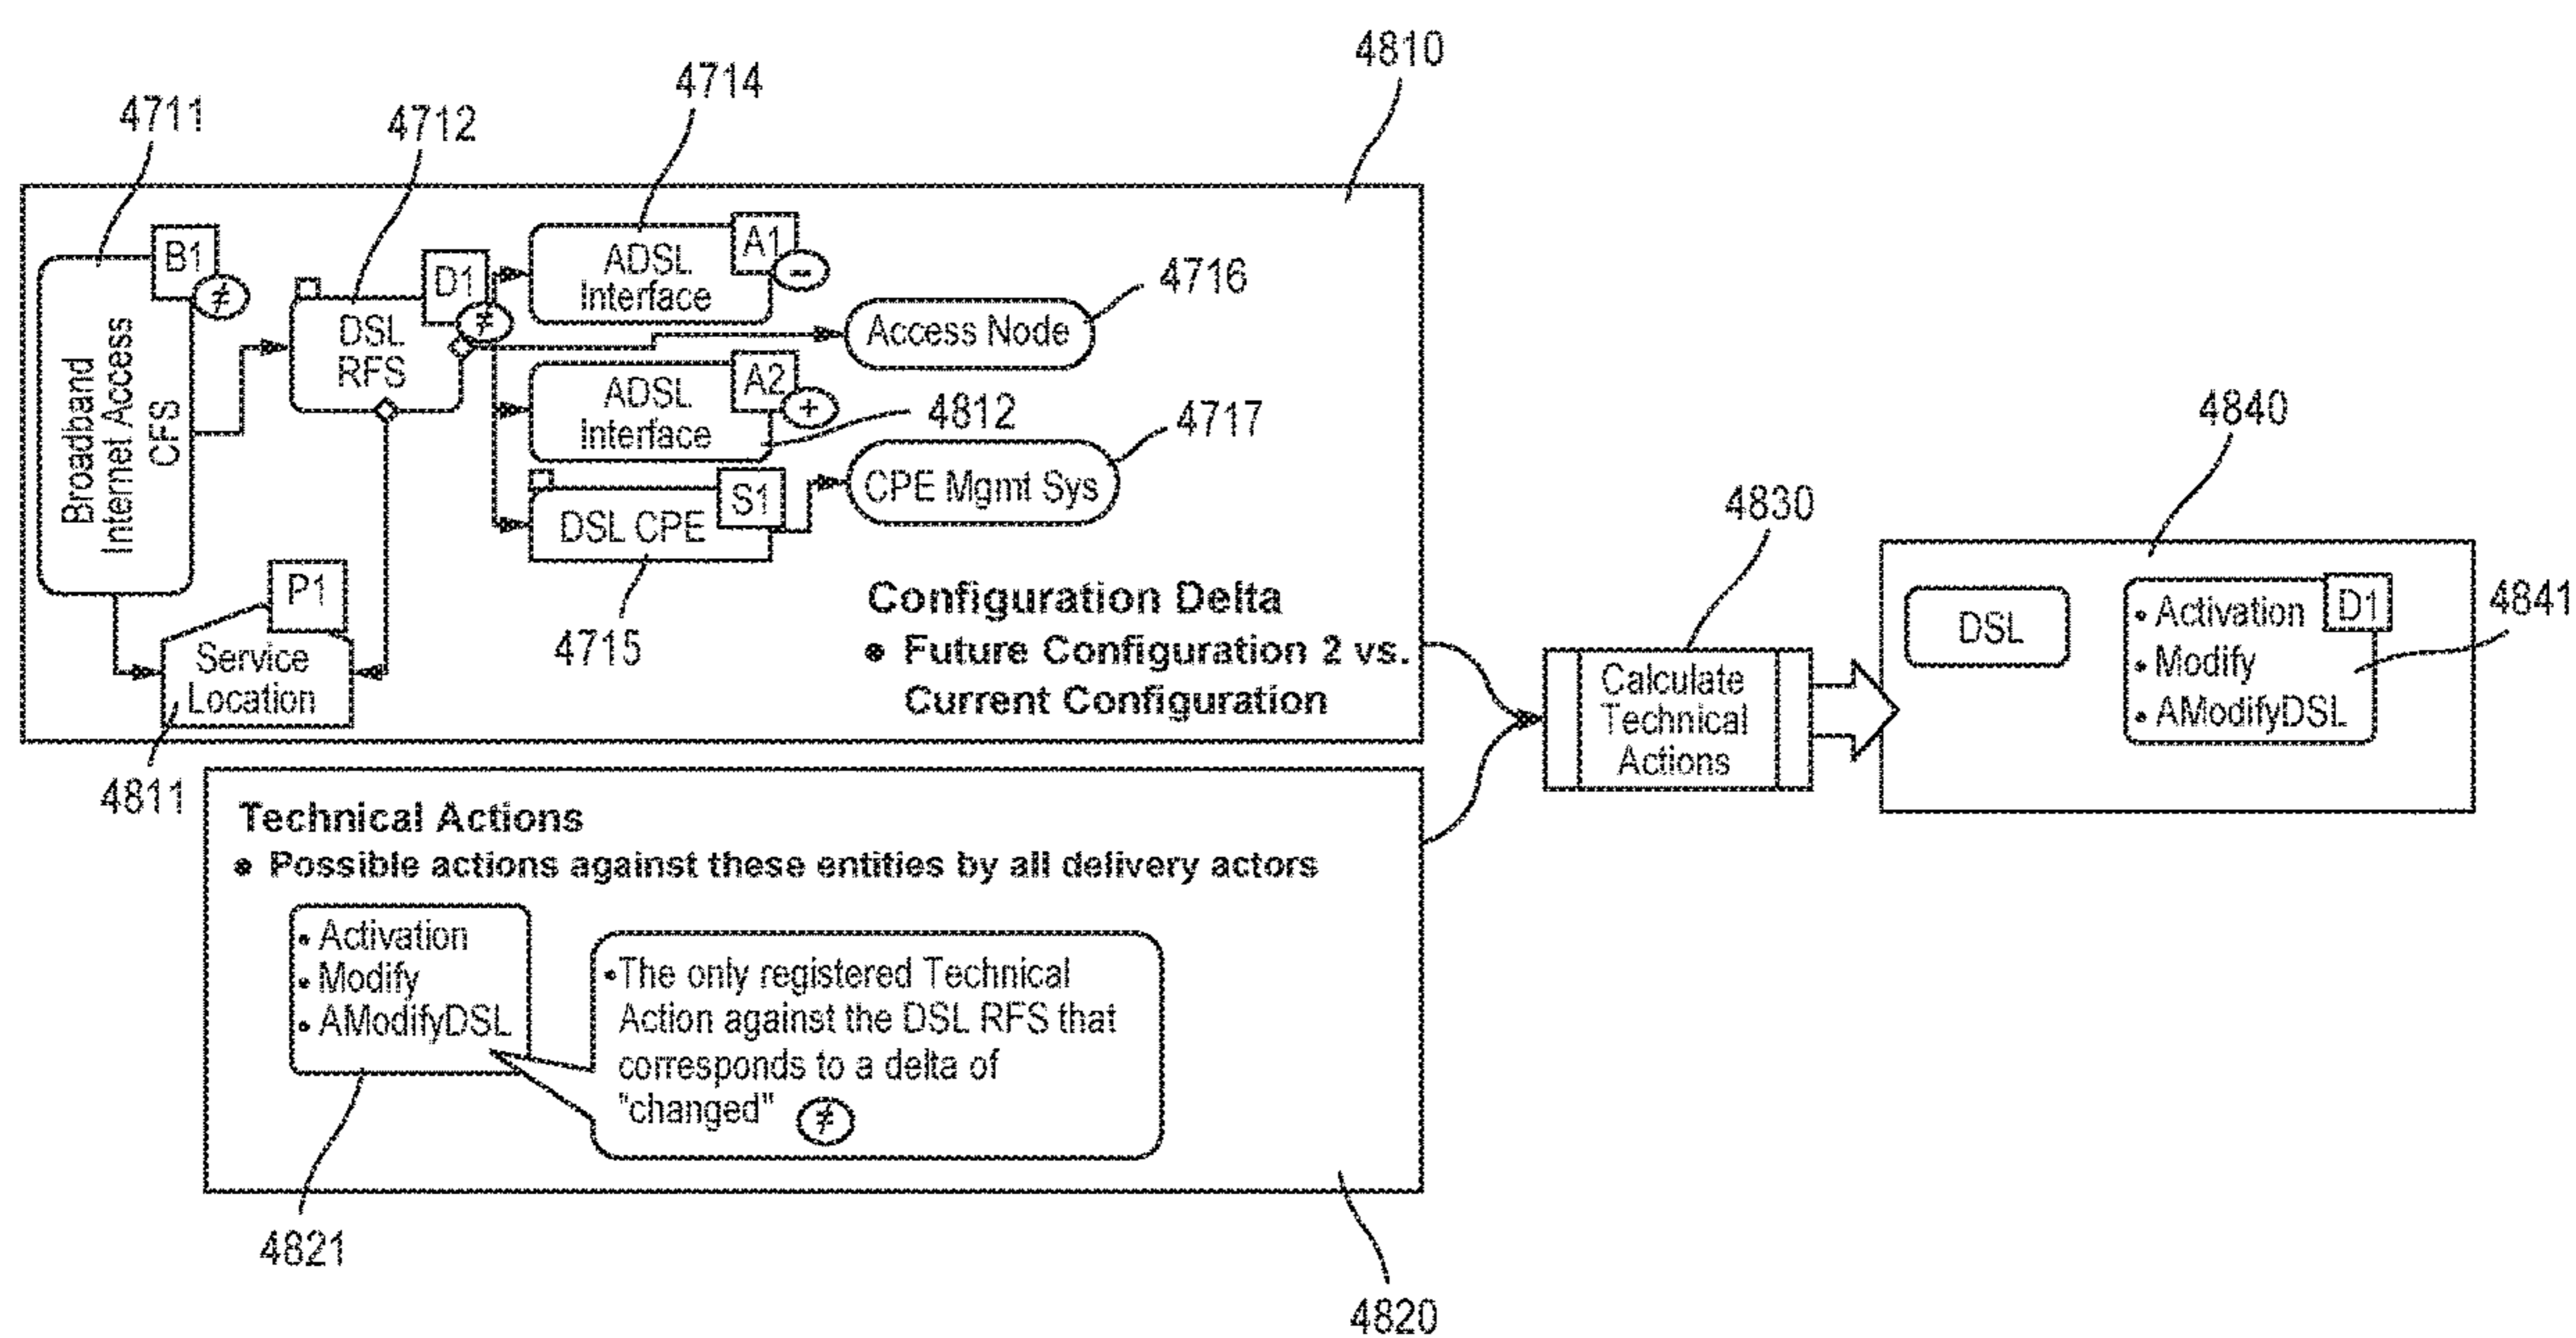 4810
4714
4711
4712
B1
≠
D1
≠
ADSL
Interface
A1
–
4716
DSL
RFS
Access Node
Broadband
Internet Access
CFS
ADSL
Interface
A2
+
4812
4717
4840
DSL CPE
S1
CPE Mgmt Sys
4830
P1
Service
Location
4715
4811
Configuration Delta
• Future Configuration 2 vs.
Current Configuration
Calculate
Technical
Actions
DSL
• Activation
• Modify
• AModifyDSL
D1
4841
Technical Actions
• Possible actions against these entities by all delivery actors
• Activation
• Modify
• AModifyDSL
• The only registered Technical
Action against the DSL RFS that
corresponds to a delta of
"changed" ≠
4821
4820